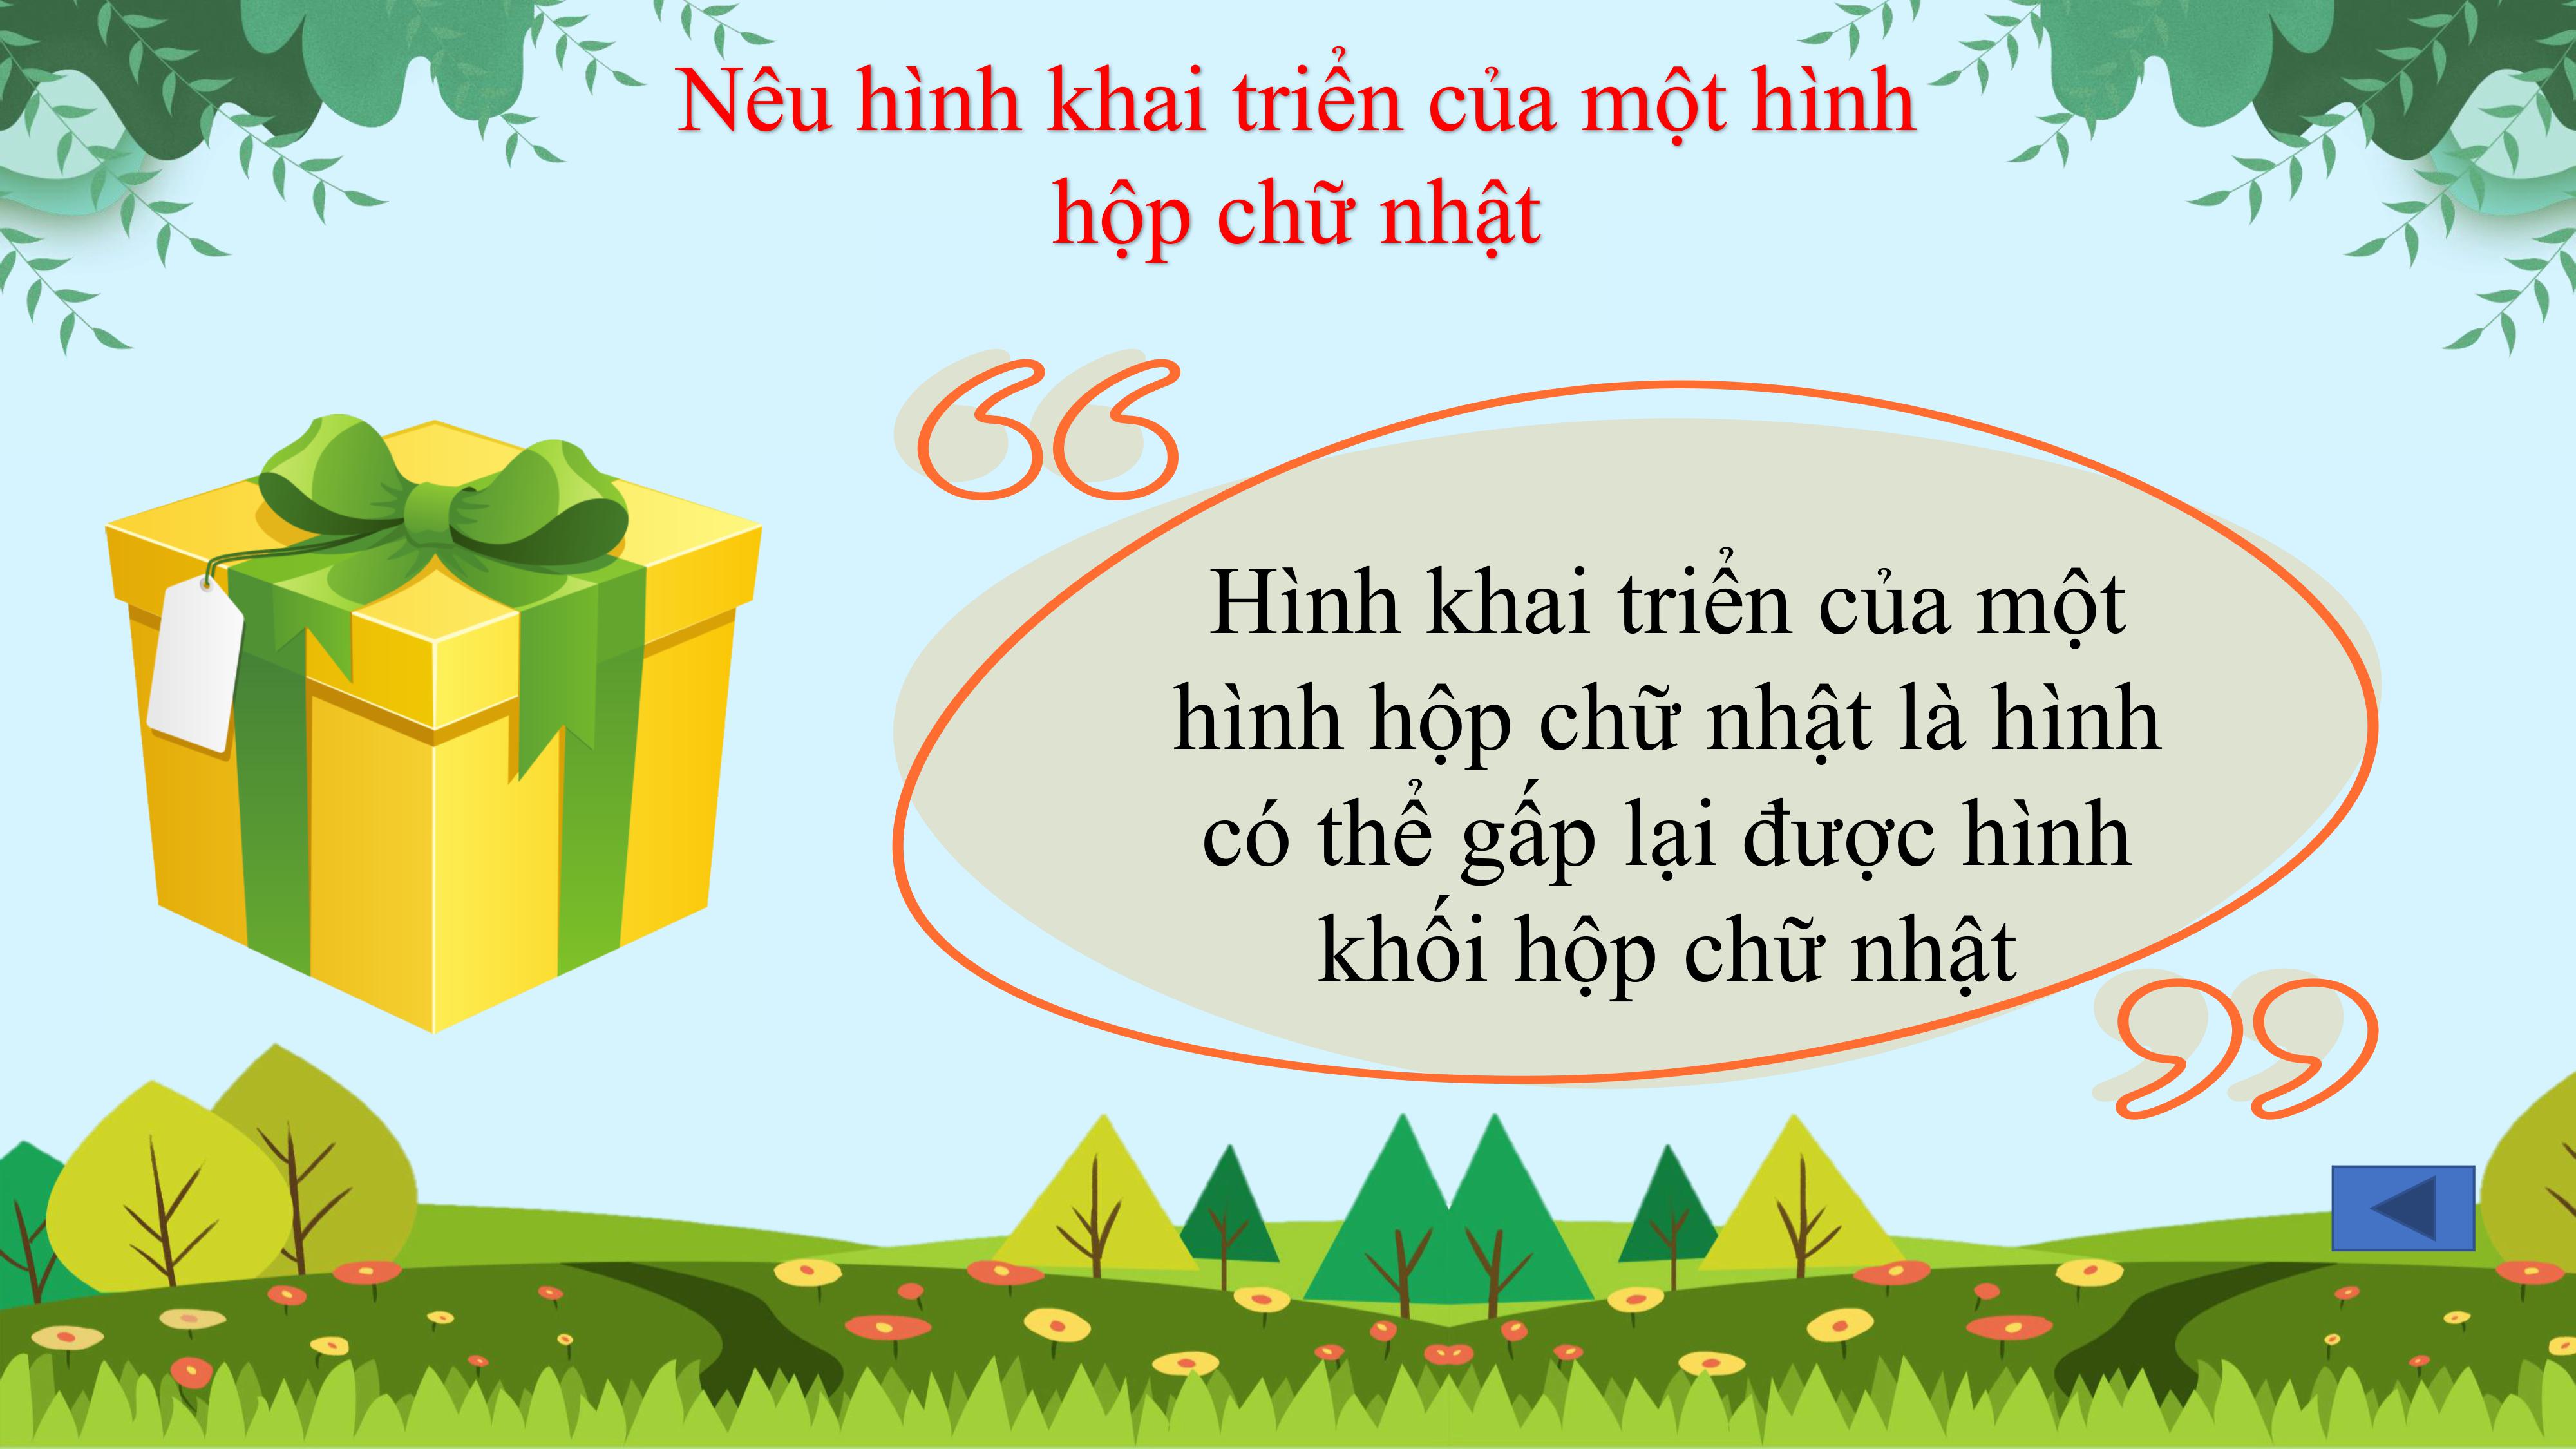 Nêu hình khai triển của một hình
hộp chữ nhật
Hình khai triển của một
hình hộp chữ nhật là hình
có thể gấp lại được hình
khối hộp chữ nhật